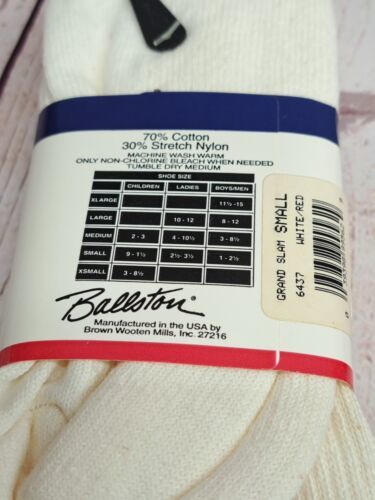 70% Cotton
30% Stretch Nylon
MACHINE WASH WARM
ONLY NON-CHLORINE BLEACH WHEN NEEDED
TUMBLE DRY MEDIUM
SHOE SIZE
CHILDREN LADIES BOYS/MEN
XLARGE 11½ -15
LARGE 10 - 12 8 - 12
MEDIUM 2 - 3 4 - 10½ 3 - 8½
SMALL 9 - 1½ 2½- 3½ 1 - 2½
XSMALL 3 - 8½
Ballston
Manufactured in the USA by
Brown Wooten Mills, Inc. 27216
GRAND SLAM SMALL
6437 WHITE/RED